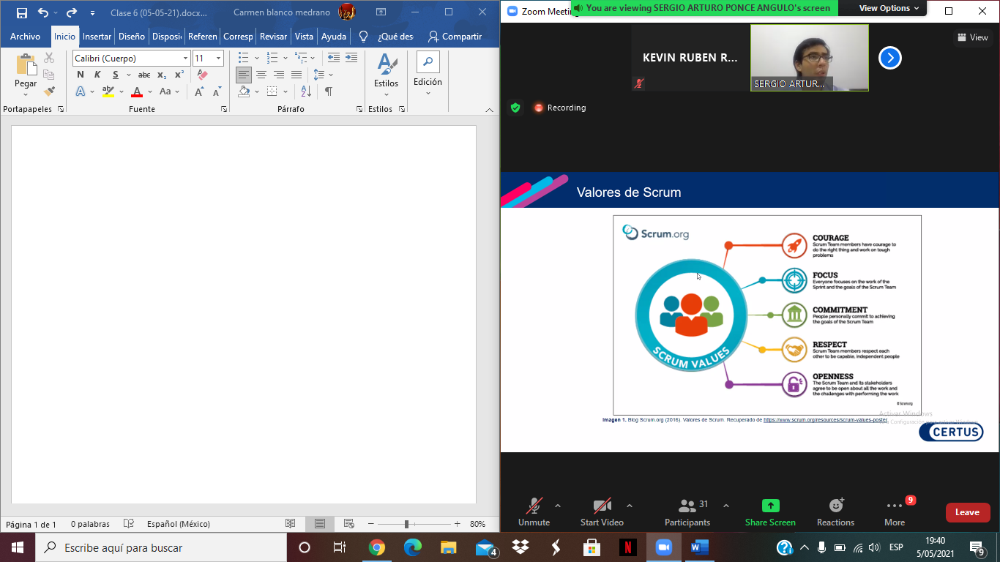 Clase 6 (05-05-21).docx...
Carmen blanco medrano
Archivo Inicio Insertar Diseño Disposi Referen Corresp Revisar Vista Ayuda ¿Qué des Compartir
Calibri (Cuerpo) 11
Pegar
N K S abc x₂ x²
A A Aa A A
Estilos
Edición
Portapapeles Fuente Párrafo Estilos
Página 1 de 1 0 palabras Español (México) 80%
Zoom Meeting
You are viewing SERGIO ARTURO PONCE ANGULO's screen
View Options
KEVIN RUBEN R...
SERGIO ARTUR...
View
Recording
Valores de Scrum
Scrum.org
SCRUM VALUES
COURAGE
Scrum Team members have courage to
do the right thing and work on tough
problems
FOCUS
Everyone focuses on the work of the
Sprint and the goals of the Scrum Team
COMMITMENT
People personally commit to achieving
the goals of the Scrum Team
RESPECT
Scrum Team members respect each
other to be capable, independent people
OPENNESS
The Scrum Team and its stakeholders
agree to be open about all the work and
the challenges with performing the work
© Scrum.org
Imagen 1. Blog Scrum.org (2016). Valores de Scrum. Recuperado de https://www.scrum.org/resources/scrum-values-poster
Activar Windows
CERTUS
Unmute
Start Video
Participants 31
Share Screen
Reactions
More 9
Leave
Escribe aquí para buscar
4
ESP
19:40
5/05/2021
9